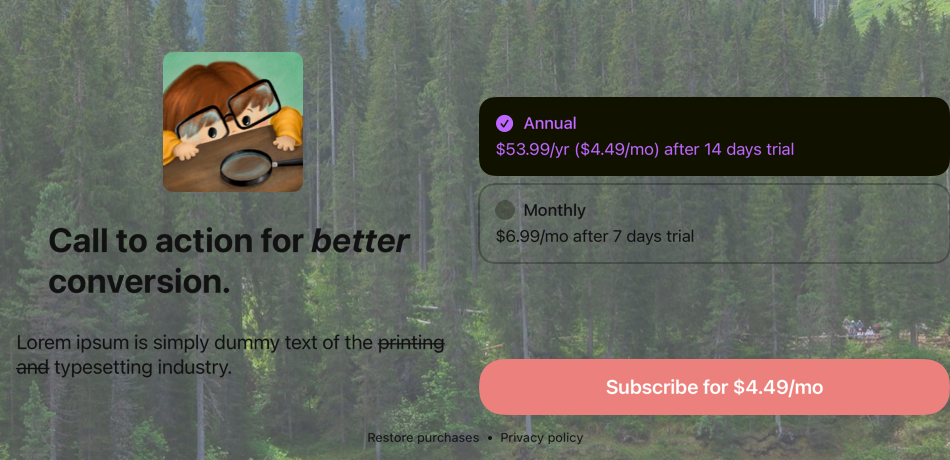 Call to action for better
conversion.
Lorem ipsum is simply dummy text of the printing
and typesetting industry.
Annual
$53.99/yr ($4.49/mo) after 14 days trial
Monthly
$6.99/mo after 7 days trial
Subscribe for $4.49/mo
Restore purchases • Privacy policy